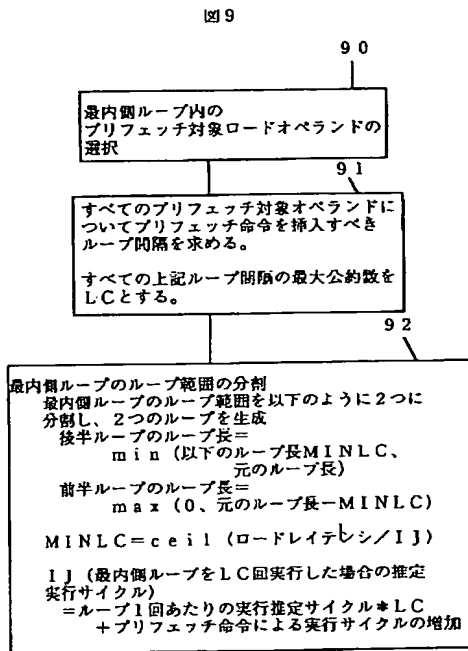 図9
90
最内側ループ内の
プリフェッチ対象ロードオペランドの
選択
91
すべてのプリフェッチ対象オペランドに
ついてプリフェッチ命令を挿入すべき
ループ間隔を求める。
すべての上記ループ間隔の最大公約数を
LCとする。
92
最内側ループのループ範囲の分割
最内側ループのループ範囲を以下のように2つに
分割し、2つのループを生成
後半ループのループ長=
min(以下のループ長MINLC、
元のループ長)
前半ループのループ長=
max(0、元のループ長-MINLC)
MINLC=ceil(ロードレイテンシ/IJ)
IJ(最内側ループをLC回実行した場合の推定
実行サイクル)
=ループ1回あたりの実行推定サイクル*LC
+プリフェッチ命令による実行サイクルの増加